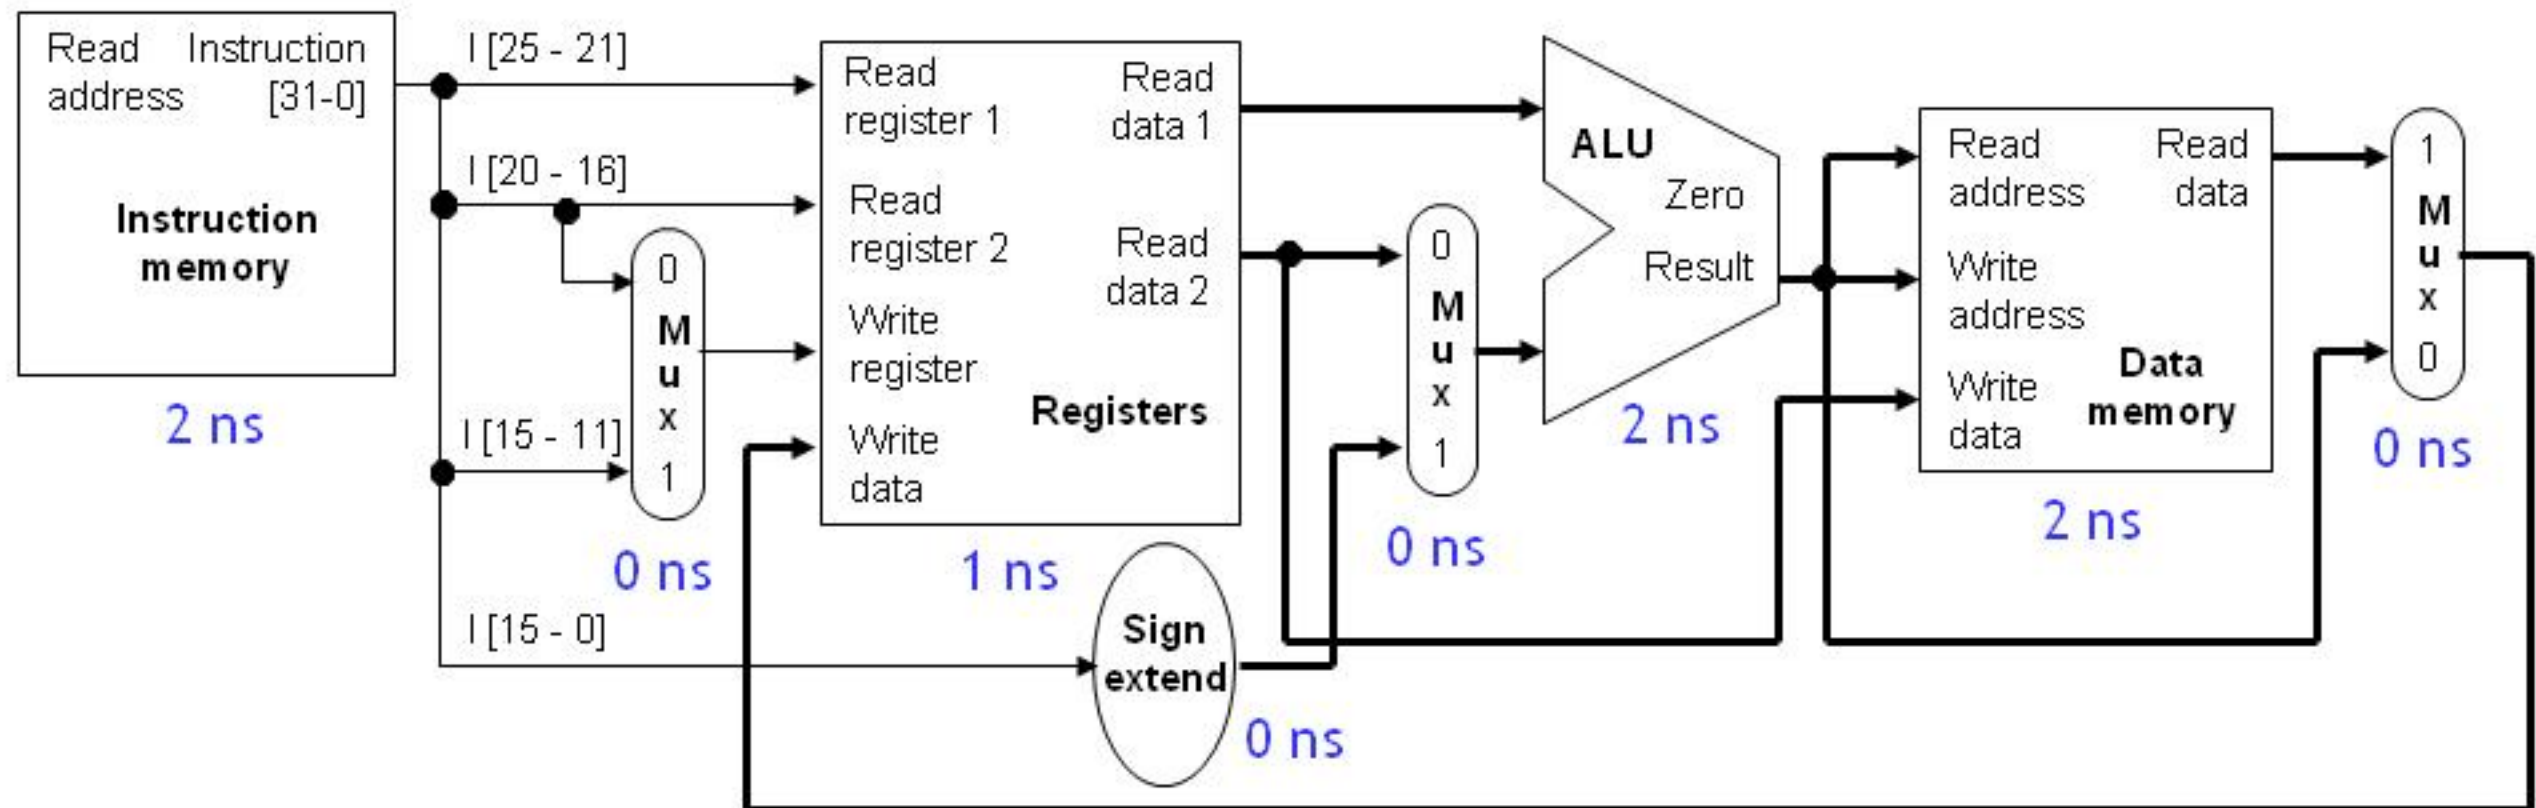 Read address
Instruction [31-0]
Instruction memory
2 ns
I [25 - 21]
I [20 - 16]
I [15 - 11]
I [15 - 0]
0
Mux
1
0 ns
Read register 1
Read register 2
Write register
Write data
Read data 1
Read data 2
Registers
1 ns
Sign extend
0 ns
0
Mux
1
0 ns
ALU
Zero
Result
2 ns
Read address
Write address
Write data
Read data
Data memory
2 ns
1
Mux
0
0 ns